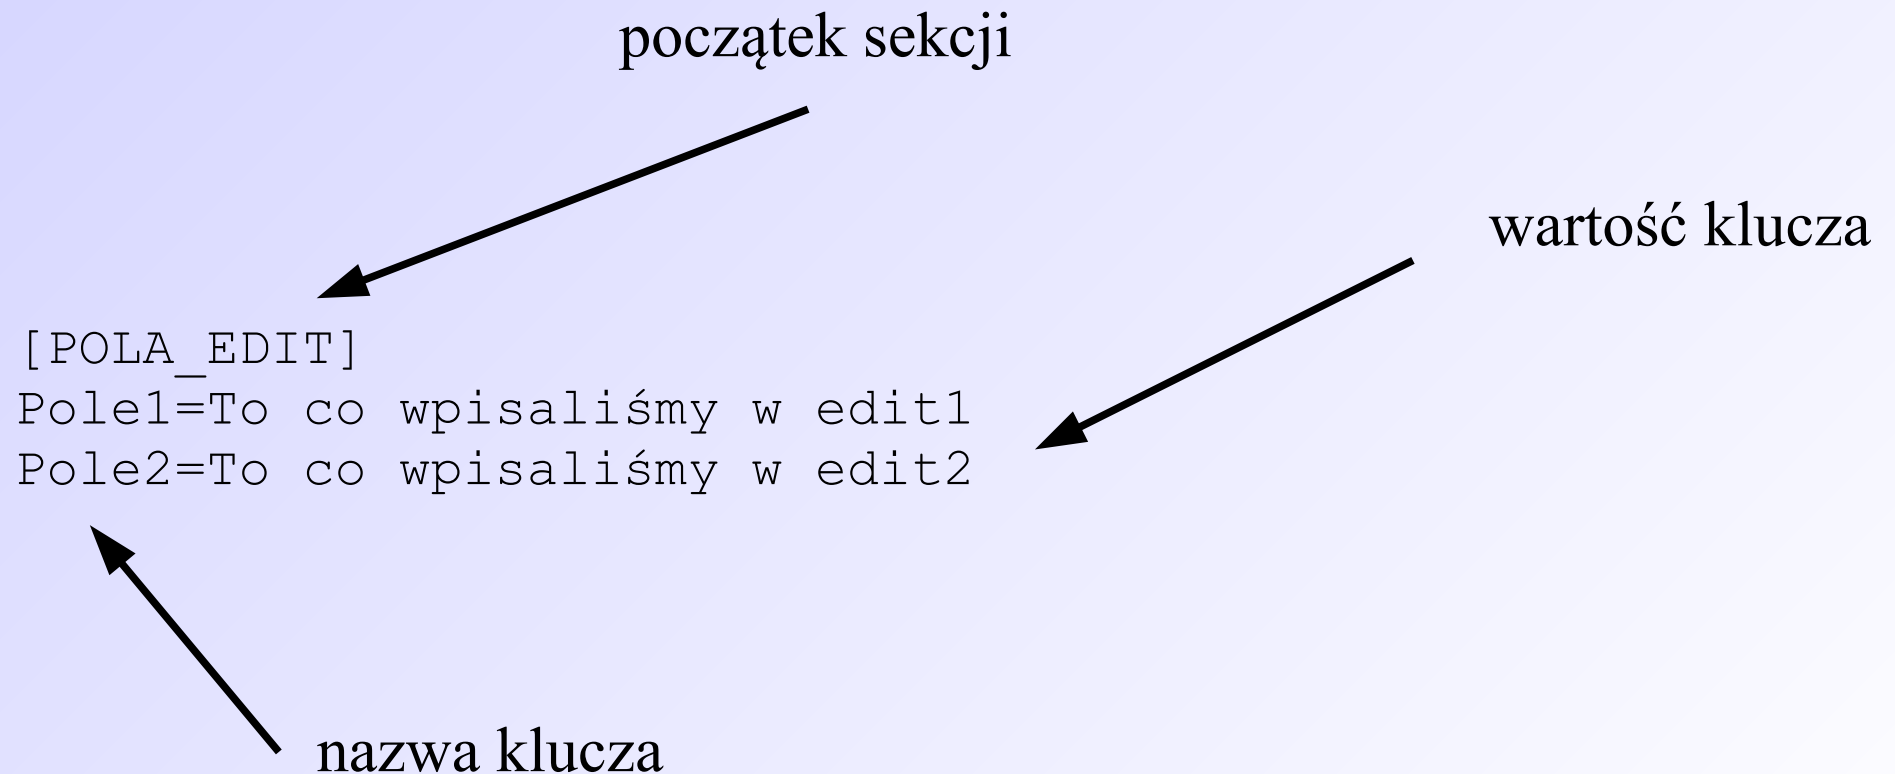 początek sekcji
wartość klucza
[POLA_EDIT]
Pole1=To co wpisaliśmy w edit1
Pole2=To co wpisaliśmy w edit2
nazwa klucza